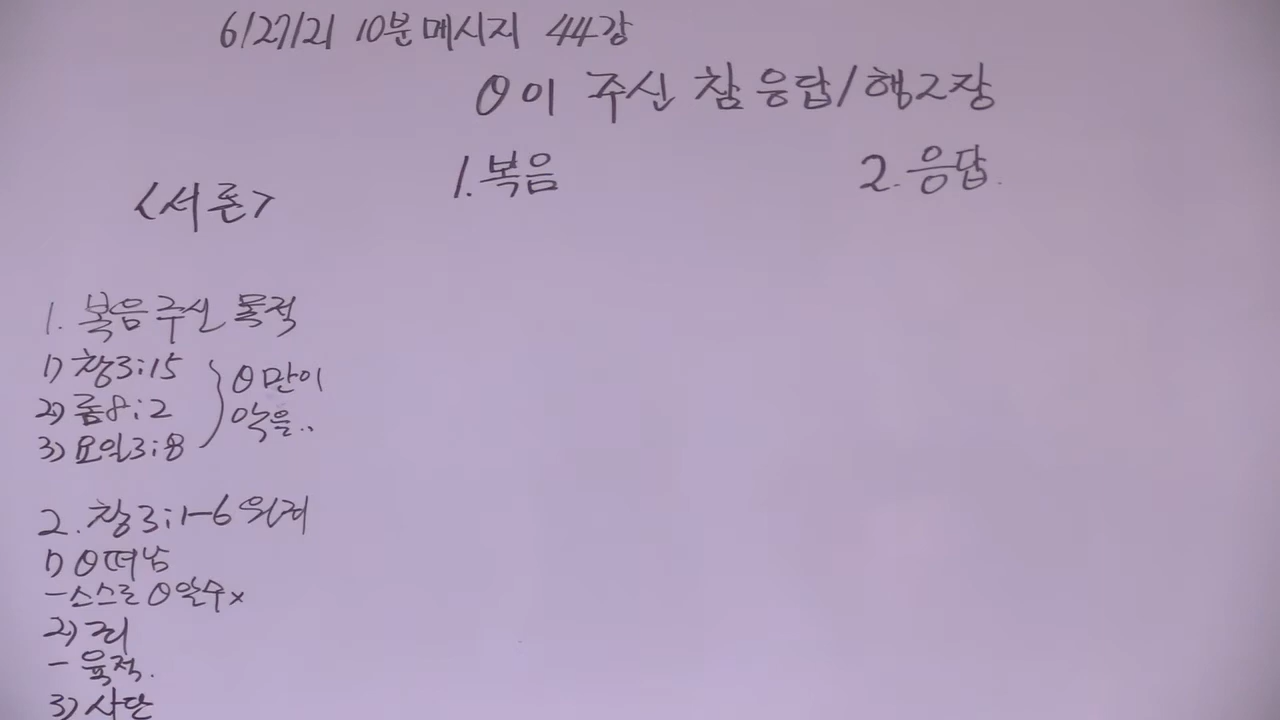 6/27/21 10분메시지 44강
θ이 주신 참 응답/행2장
1. 복음
2. 응답.
<서론>
1. 복음 주신 목적
1) 창3:15
2) 롬8:2
3) 요일3:8
θ만이
악을..
2. 창3:1-6
1) θ떠남
- 스스로 θ알수×
2) 죄
- 육적.
3) 사단